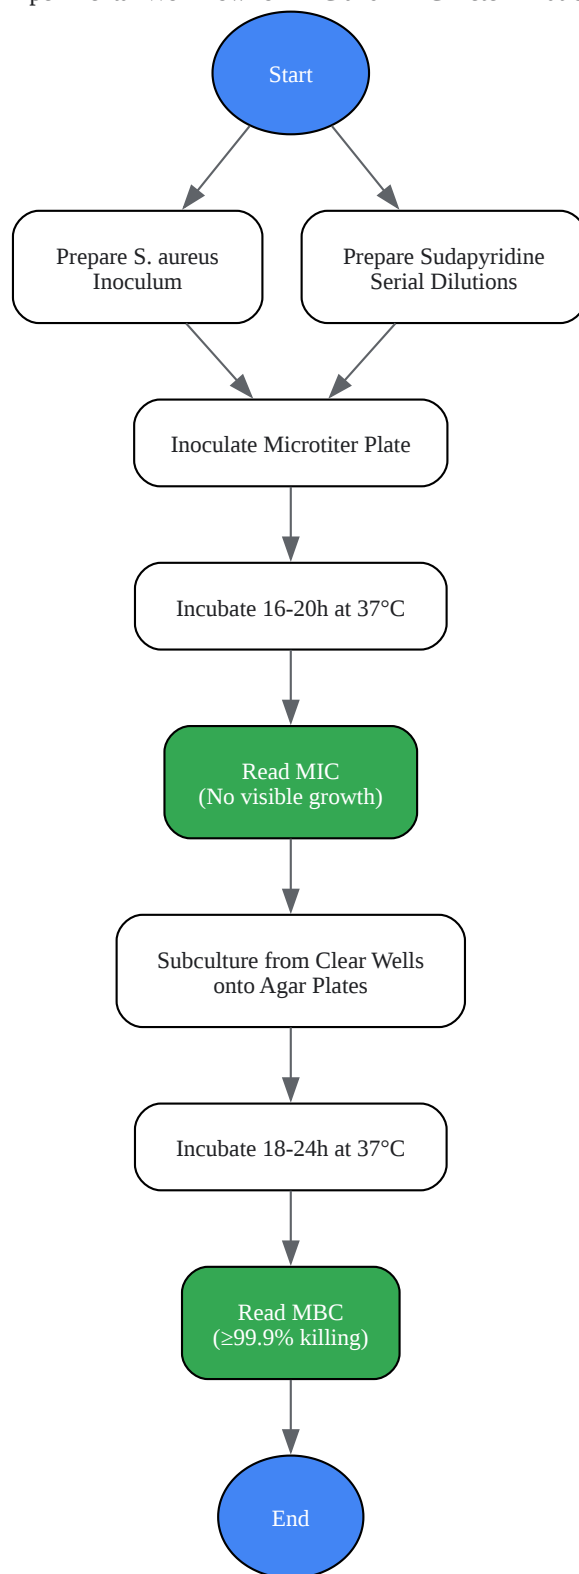 Start
Prepare S. aureus
Inoculum
Prepare Sudapyridine
Serial Dilutions
Inoculate Microtiter Plate
Incubate 16-20h at 37°C
Read MIC
(No visible growth)
Subculture from Clear Wells
onto Agar Plates
Incubate 18-24h at 37°C
Read MBC
(≥99.9% killing)
End